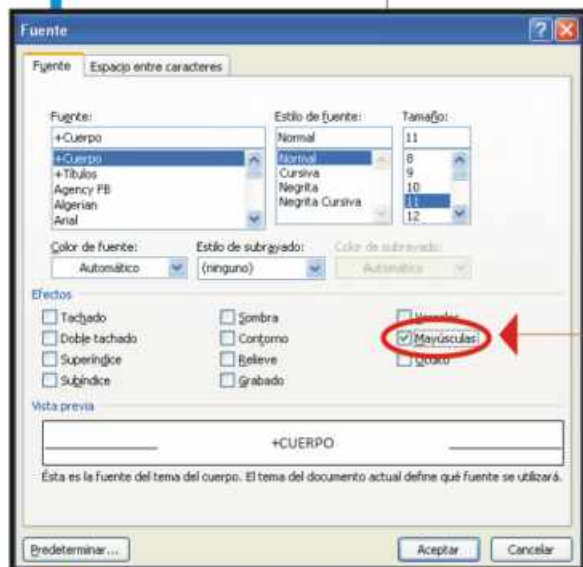 Fuente
Fuente Espacio entre caracteres
Fuente: Estilo de fuente: Tamaño:
+Cuerpo Normal 11
+Cuerpo Normal 8
+Títulos Cursiva 9
Agency FB Negrita 10
Algerian Negrita Cursiva 11
Arial 12
Color de fuente: Estilo de subrayado: Color de subrayado:
Automático (ninguno) Automático
Efectos
Tachado Sombra
Doble tachado Contorno Mayúsculas
Superíndice Relieve Oculto
Subíndice Grabado
Vista previa
+CUERPO
Ésta es la fuente del tema del cuerpo. El tema del documento actual define qué fuente se utilizará.
Predeterminar... Aceptar Cancelar